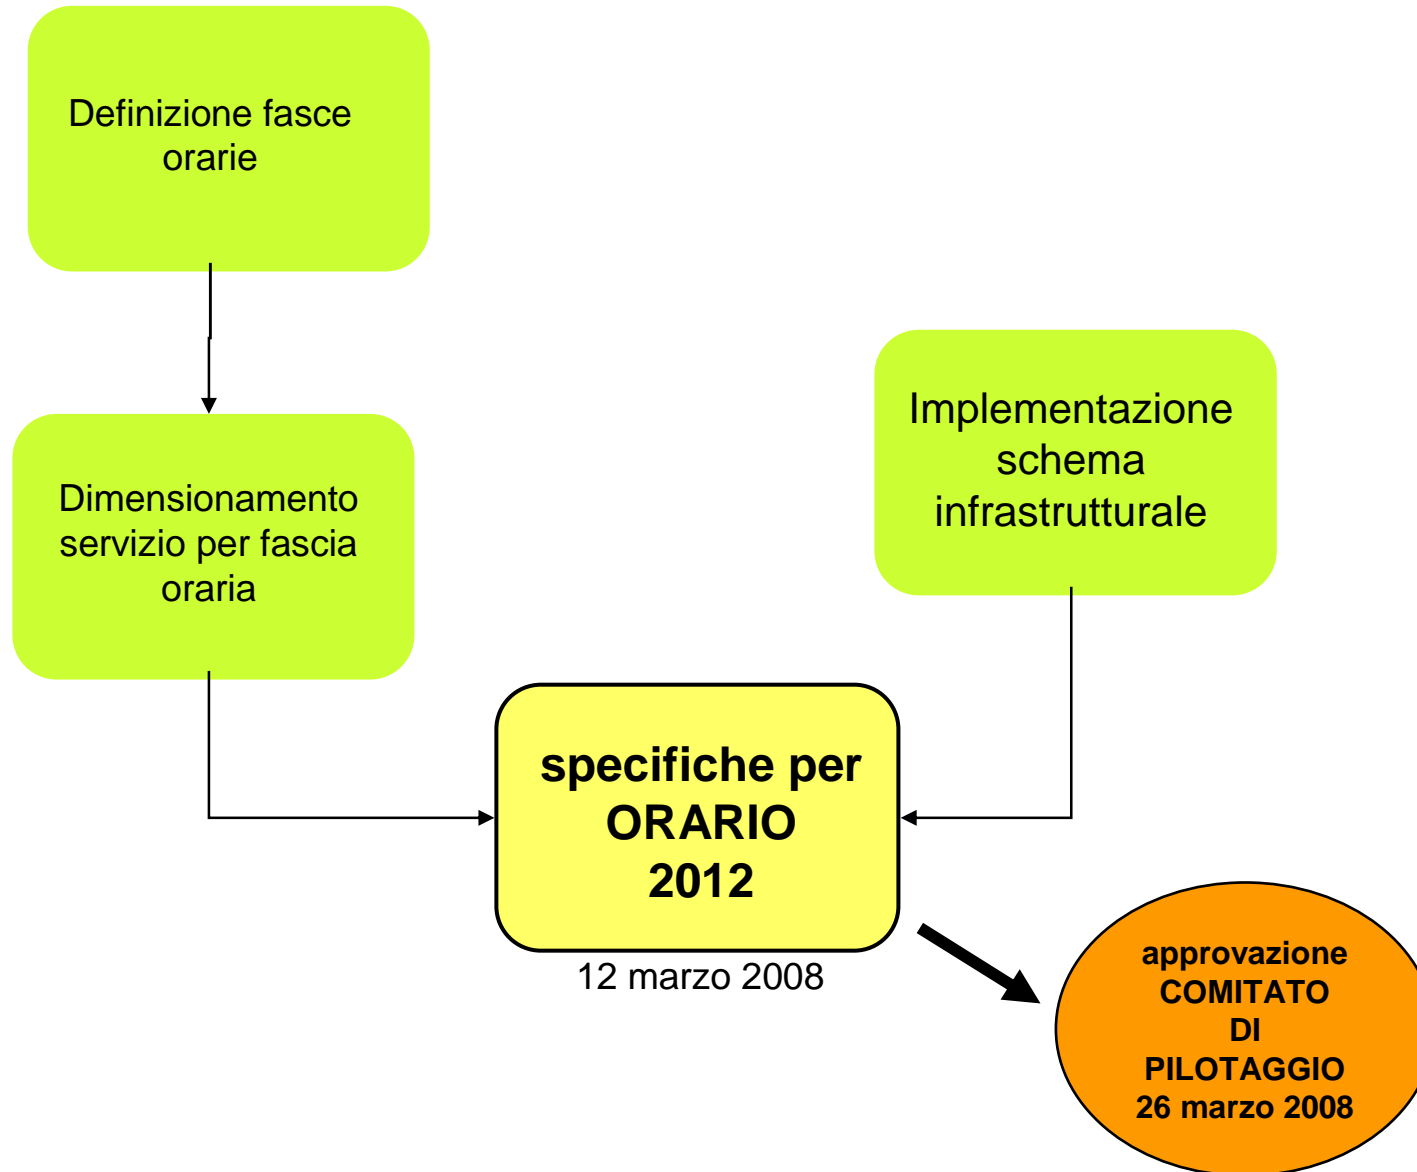 Definizione fasce
orarie
Implementazione
schema
infrastrutturale
Dimensionamento
servizio per fascia
oraria
specifiche per
ORARIO
2012
12 marzo 2008
approvazione
COMITATO
DI
PILOTAGGIO
26 marzo 2008